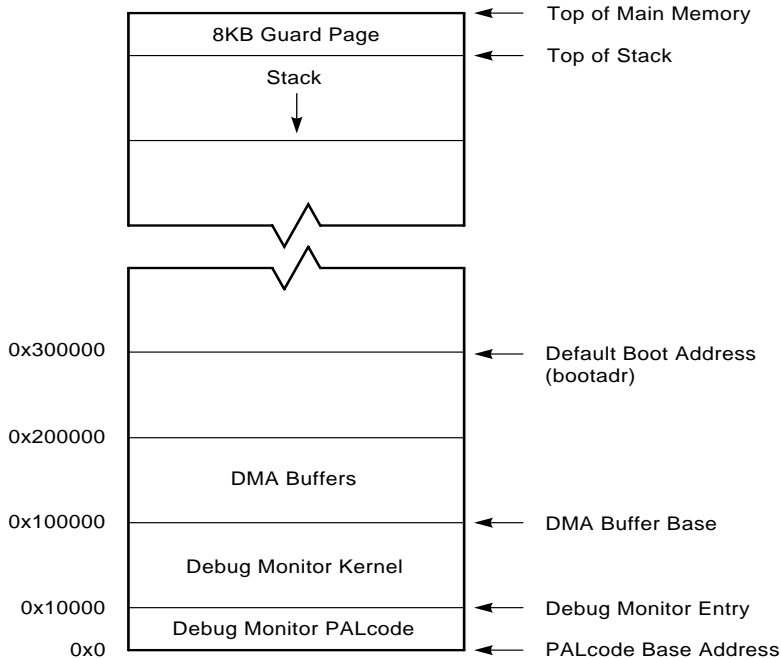 Top of Main Memory
8KB Guard Page
Top of Stack
Stack
0x300000
Default Boot Address
(bootadr)
0x200000
DMA Buffers
0x100000
DMA Buffer Base
Debug Monitor Kernel
0x10000
Debug Monitor Entry
Debug Monitor PALcode
0x0
PALcode Base Address